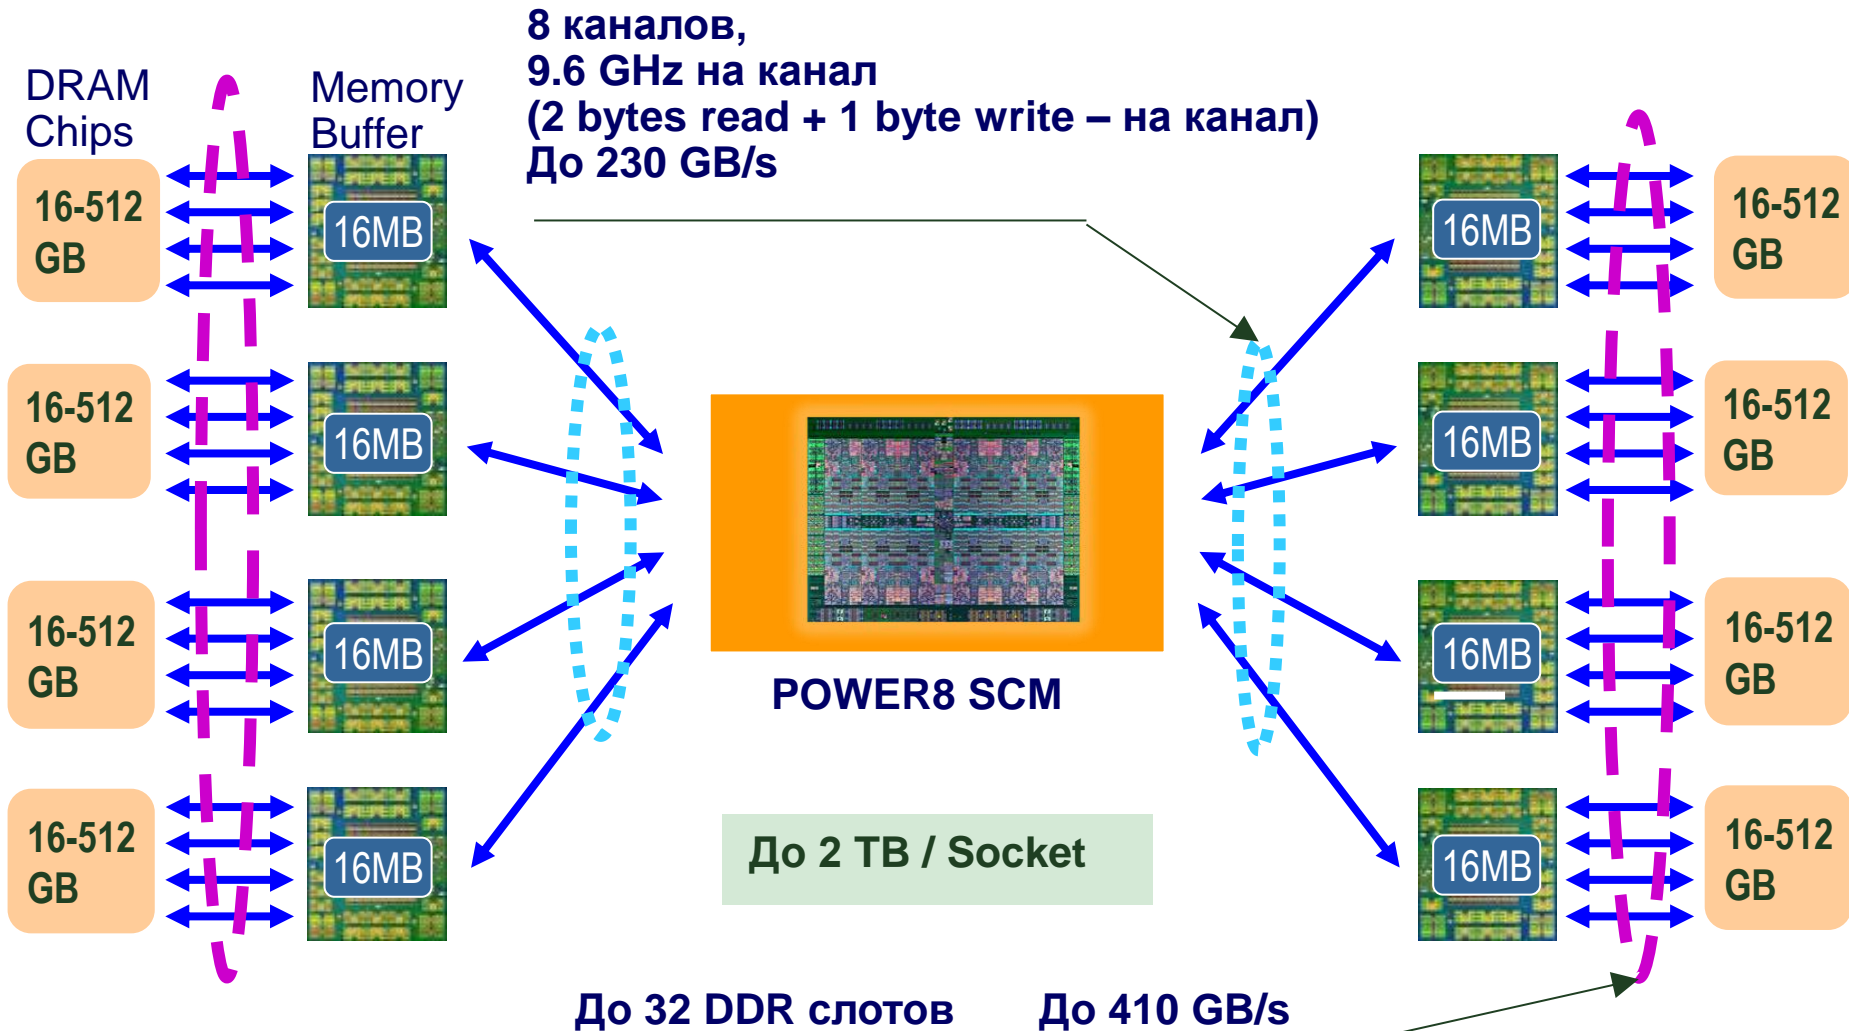 8 каналов,
9.6 GHz на канал
(2 bytes read + 1 byte write – на канал)
До 230 GB/s
DRAM
Chips
Memory
Buffer
16-512
GB
16MB
16MB
16-512
GB
16-512
GB
16MB
16MB
16-512
GB
16-512
GB
16MB
16MB
16-512
GB
POWER8 SCM
16-512
GB
16MB
16MB
16-512
GB
До 2 TB / Socket
До 32 DDR слотов
До 410 GB/s